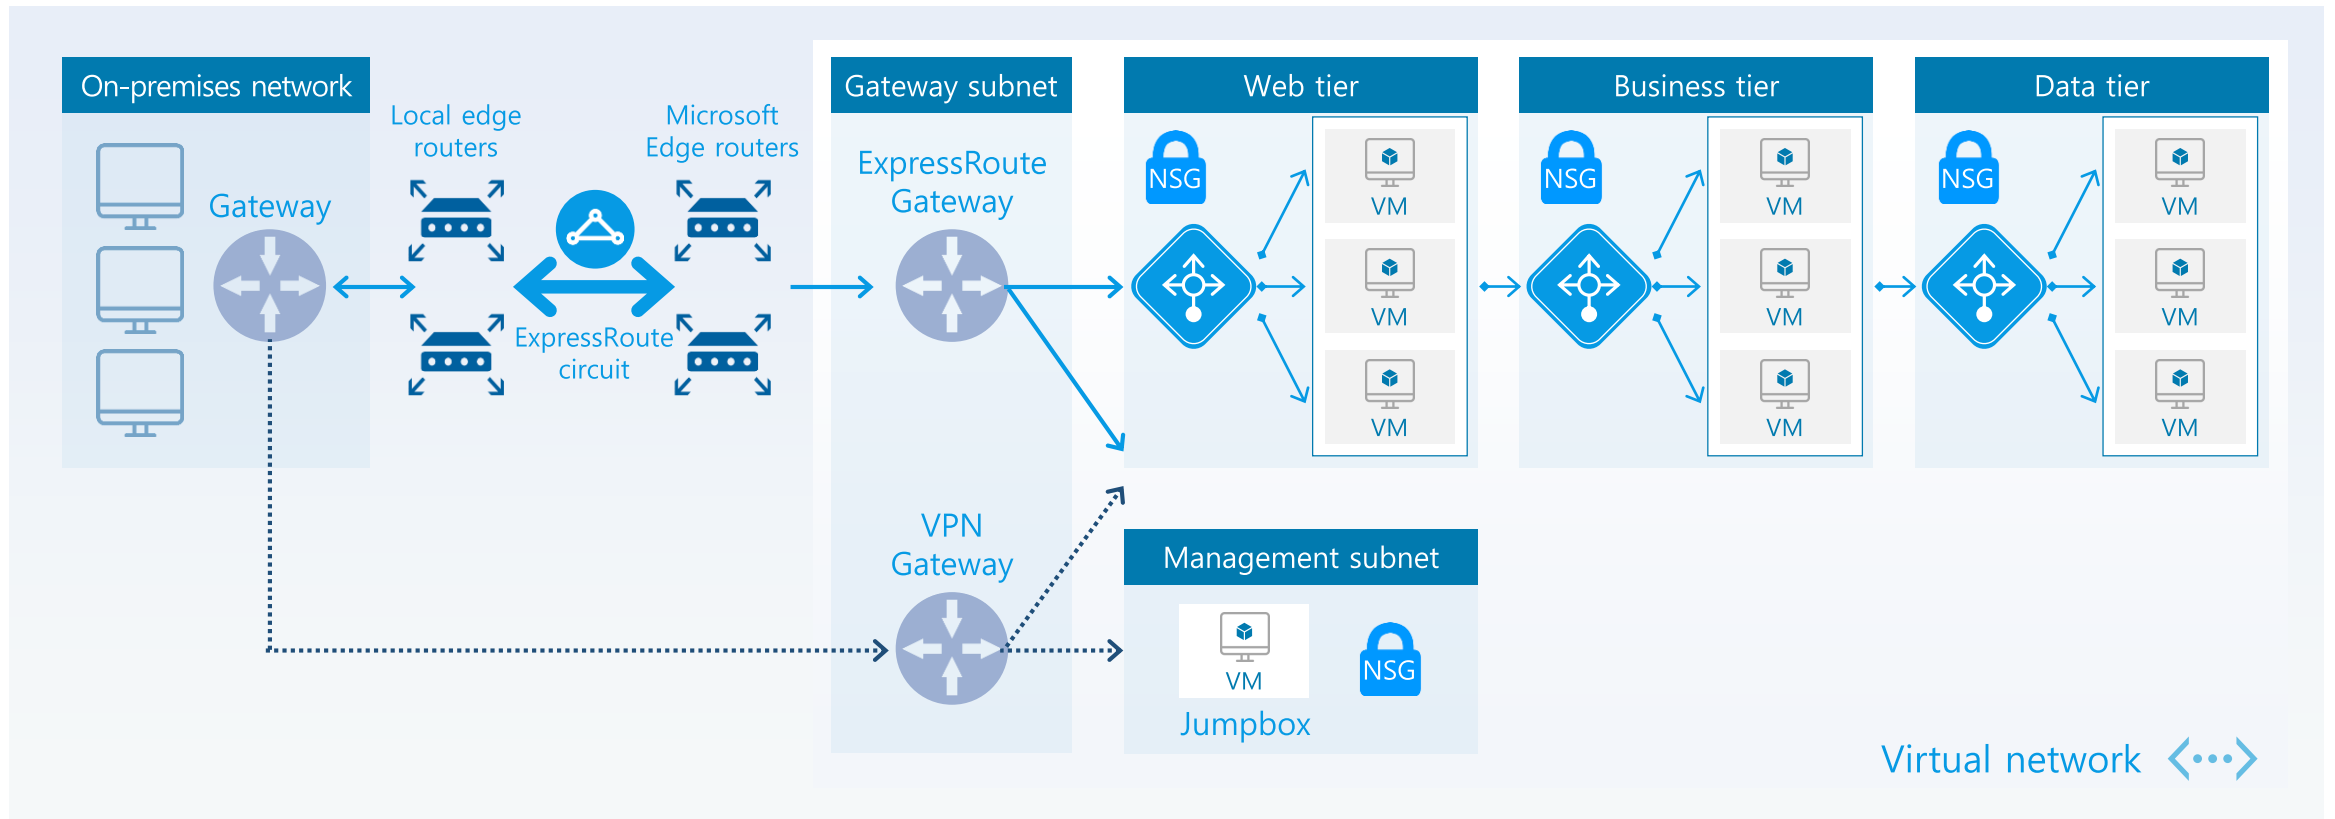 On-premises network
Gateway
Local edge
routers
ExpressRoute
circuit
Microsoft
Edge routers
Gateway subnet
ExpressRoute
Gateway
VPN
Gateway
Web tier
NSG
VM
VM
VM
Business tier
NSG
VM
VM
VM
Data tier
NSG
VM
VM
VM
Management subnet
VM
Jumpbox
NSG
Virtual network